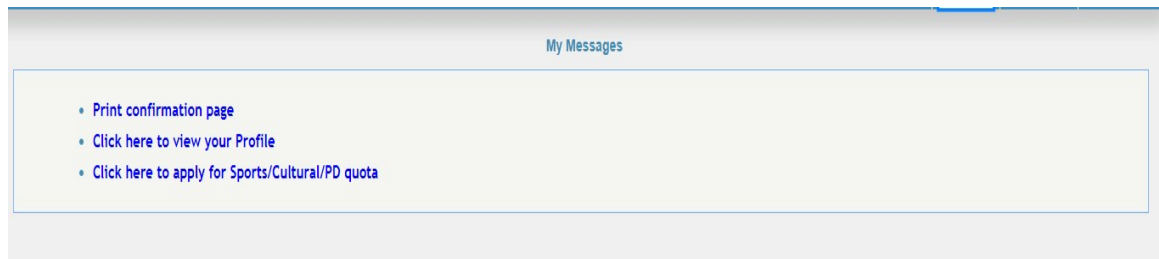 My Messages
Print confirmation page
Click here to view your Profile
Click here to apply for Sports/Cultural/PD quota